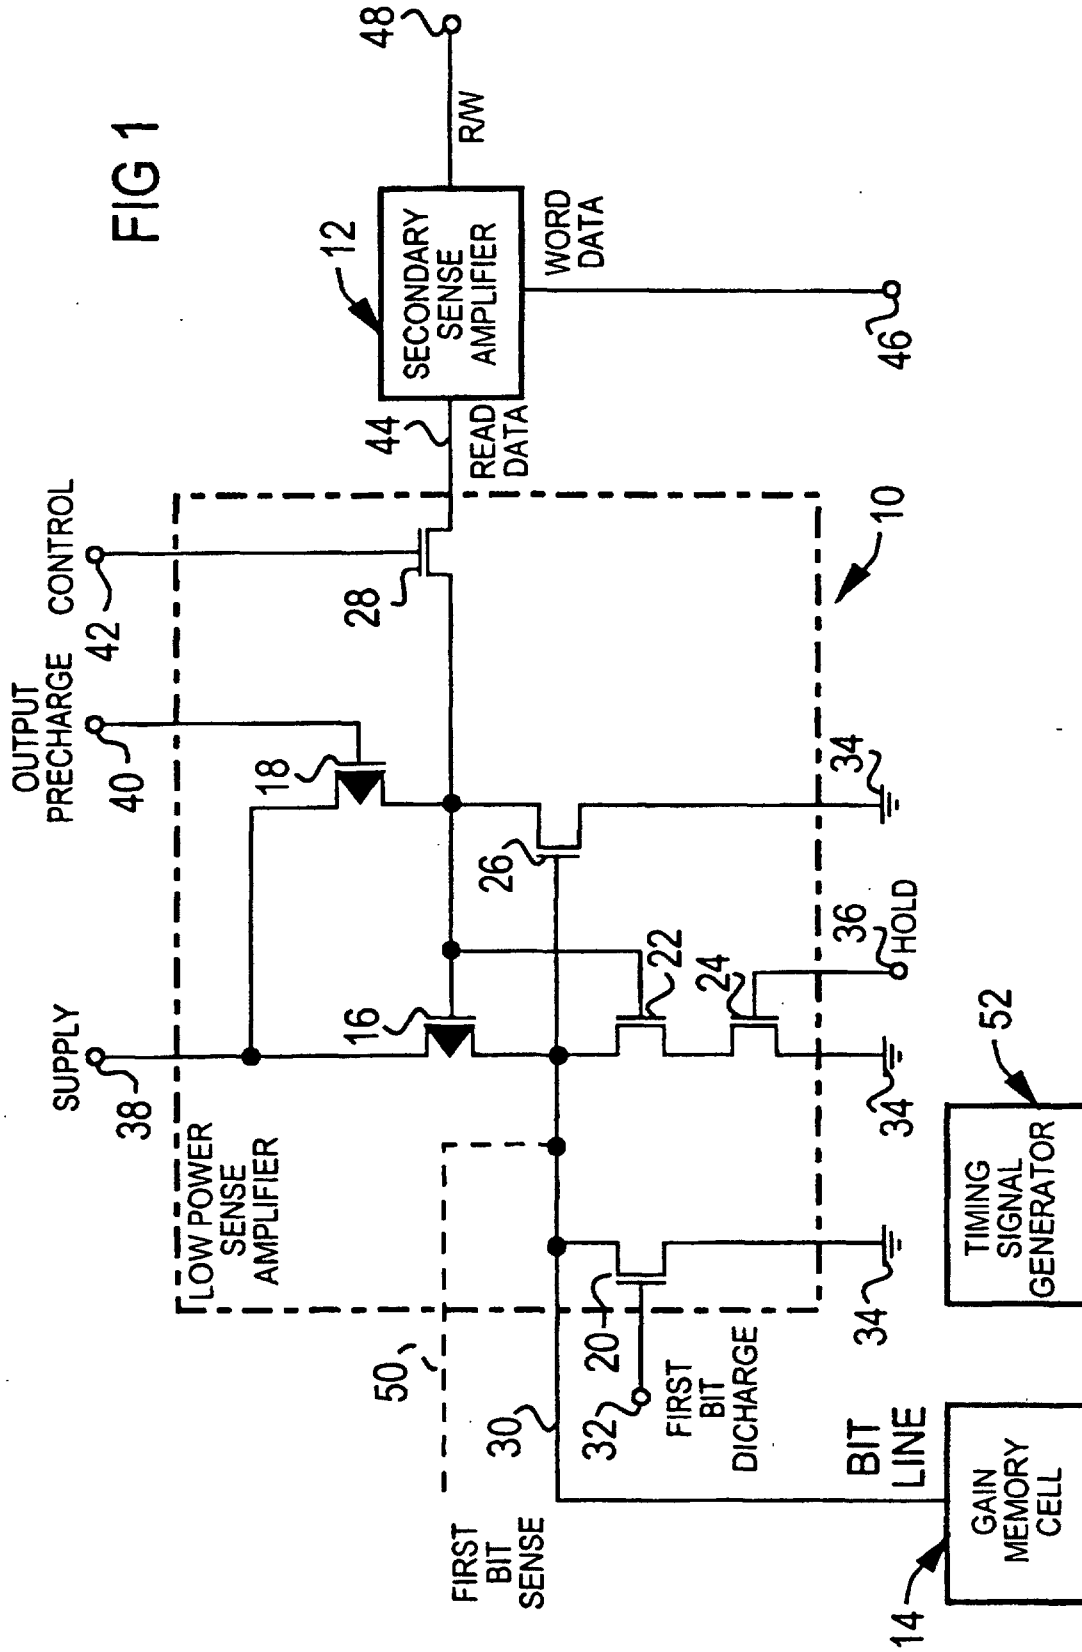 FIG 1
SUPPLY
38
OUTPUT
PRECHARGE
40
CONTROL
42
48
R/W
LOW POWER
SENSE
AMPLIFIER
16
18
28
44
READ
DATA
12
SECONDARY
SENSE
AMPLIFIER
WORD
DATA
46
50
FIRST
BIT
SENSE
30
20
32
FIRST
BIT
DICHARGE
22
24
26
34
34
34
36
HOLD
10
BIT
LINE
14
GAIN
MEMORY
CELL
52
TIMING
SIGNAL
GENERATOR